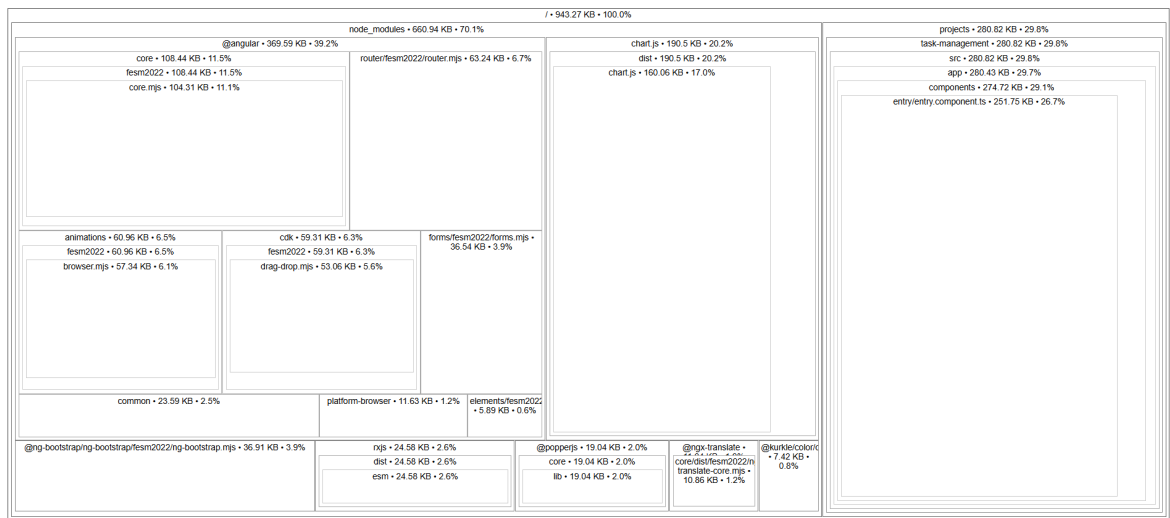 / • 943.27 KB • 100.0%
node_modules • 660.94 KB • 70.1%
@angular • 369.59 KB • 39.2%
core • 108.44 KB • 11.5%
fesm2022 • 108.44 KB • 11.5%
core.mjs • 104.31 KB • 11.1%
router/fesm2022/router.mjs • 63.24 KB • 6.7%
animations • 60.96 KB • 6.5%
fesm2022 • 60.96 KB • 6.5%
browser.mjs • 57.34 KB • 6.1%
cdk • 59.31 KB • 6.3%
fesm2022 • 59.31 KB • 6.3%
drag-drop.mjs • 53.06 KB • 5.6%
forms/fesm2022/forms.mjs •
36.54 KB • 3.9%
common • 23.59 KB • 2.5%
platform-browser • 11.63 KB • 1.2%
elements/fesm2022
• 5.89 KB • 0.6%
chart.js • 190.5 KB • 20.2%
dist • 190.5 KB • 20.2%
chart.js • 160.06 KB • 17.0%
@ng-bootstrap/ng-bootstrap/fesm2022/ng-bootstrap.mjs • 36.91 KB • 3.9%
rxjs • 24.58 KB • 2.6%
dist • 24.58 KB • 2.6%
esm • 24.58 KB • 2.6%
@popperjs • 19.04 KB • 2.0%
core • 19.04 KB • 2.0%
lib • 19.04 KB • 2.0%
@ngx-translate •
core/dist/fesm2022/n
translate-core.mjs •
10.86 KB • 1.2%
@kurkle/color/
• 7.42 KB •
0.8%
projects • 280.82 KB • 29.8%
task-management • 280.82 KB • 29.8%
src • 280.82 KB • 29.8%
app • 280.43 KB • 29.7%
components • 274.72 KB • 29.1%
entry/entry.component.ts • 251.75 KB • 26.7%